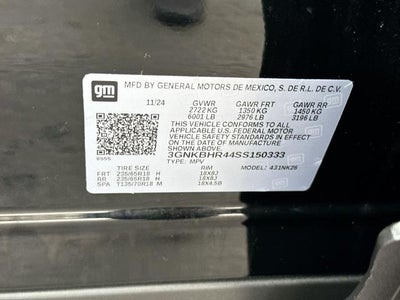 gm
MFD BY GENERAL MOTORS DE MEXICO, S. DE R.L. DE C.V.
11/24 GVWR GAWR FRT GAWR RR
2722 KG 1350 KG 1450 KG
6001 LB 2976 LB 3196 LB
THIS VEHICLE CONFORMS TO ALL
APPLICABLE U.S. FEDERAL MOTOR
VEHICLE SAFETY STANDARDS IN EFFECT
ON THE DATE OF MANUFACTURE
SHOWN ABOVE.
3GNKBHR44SS150333
TYPE: MPV MODEL: 431NK26
TIRE SIZE RIM
FRT 235/65R18 H 18X8J
RR 235/65R18 H 18X8J
SPA T135/70R18 M 18X4.5B